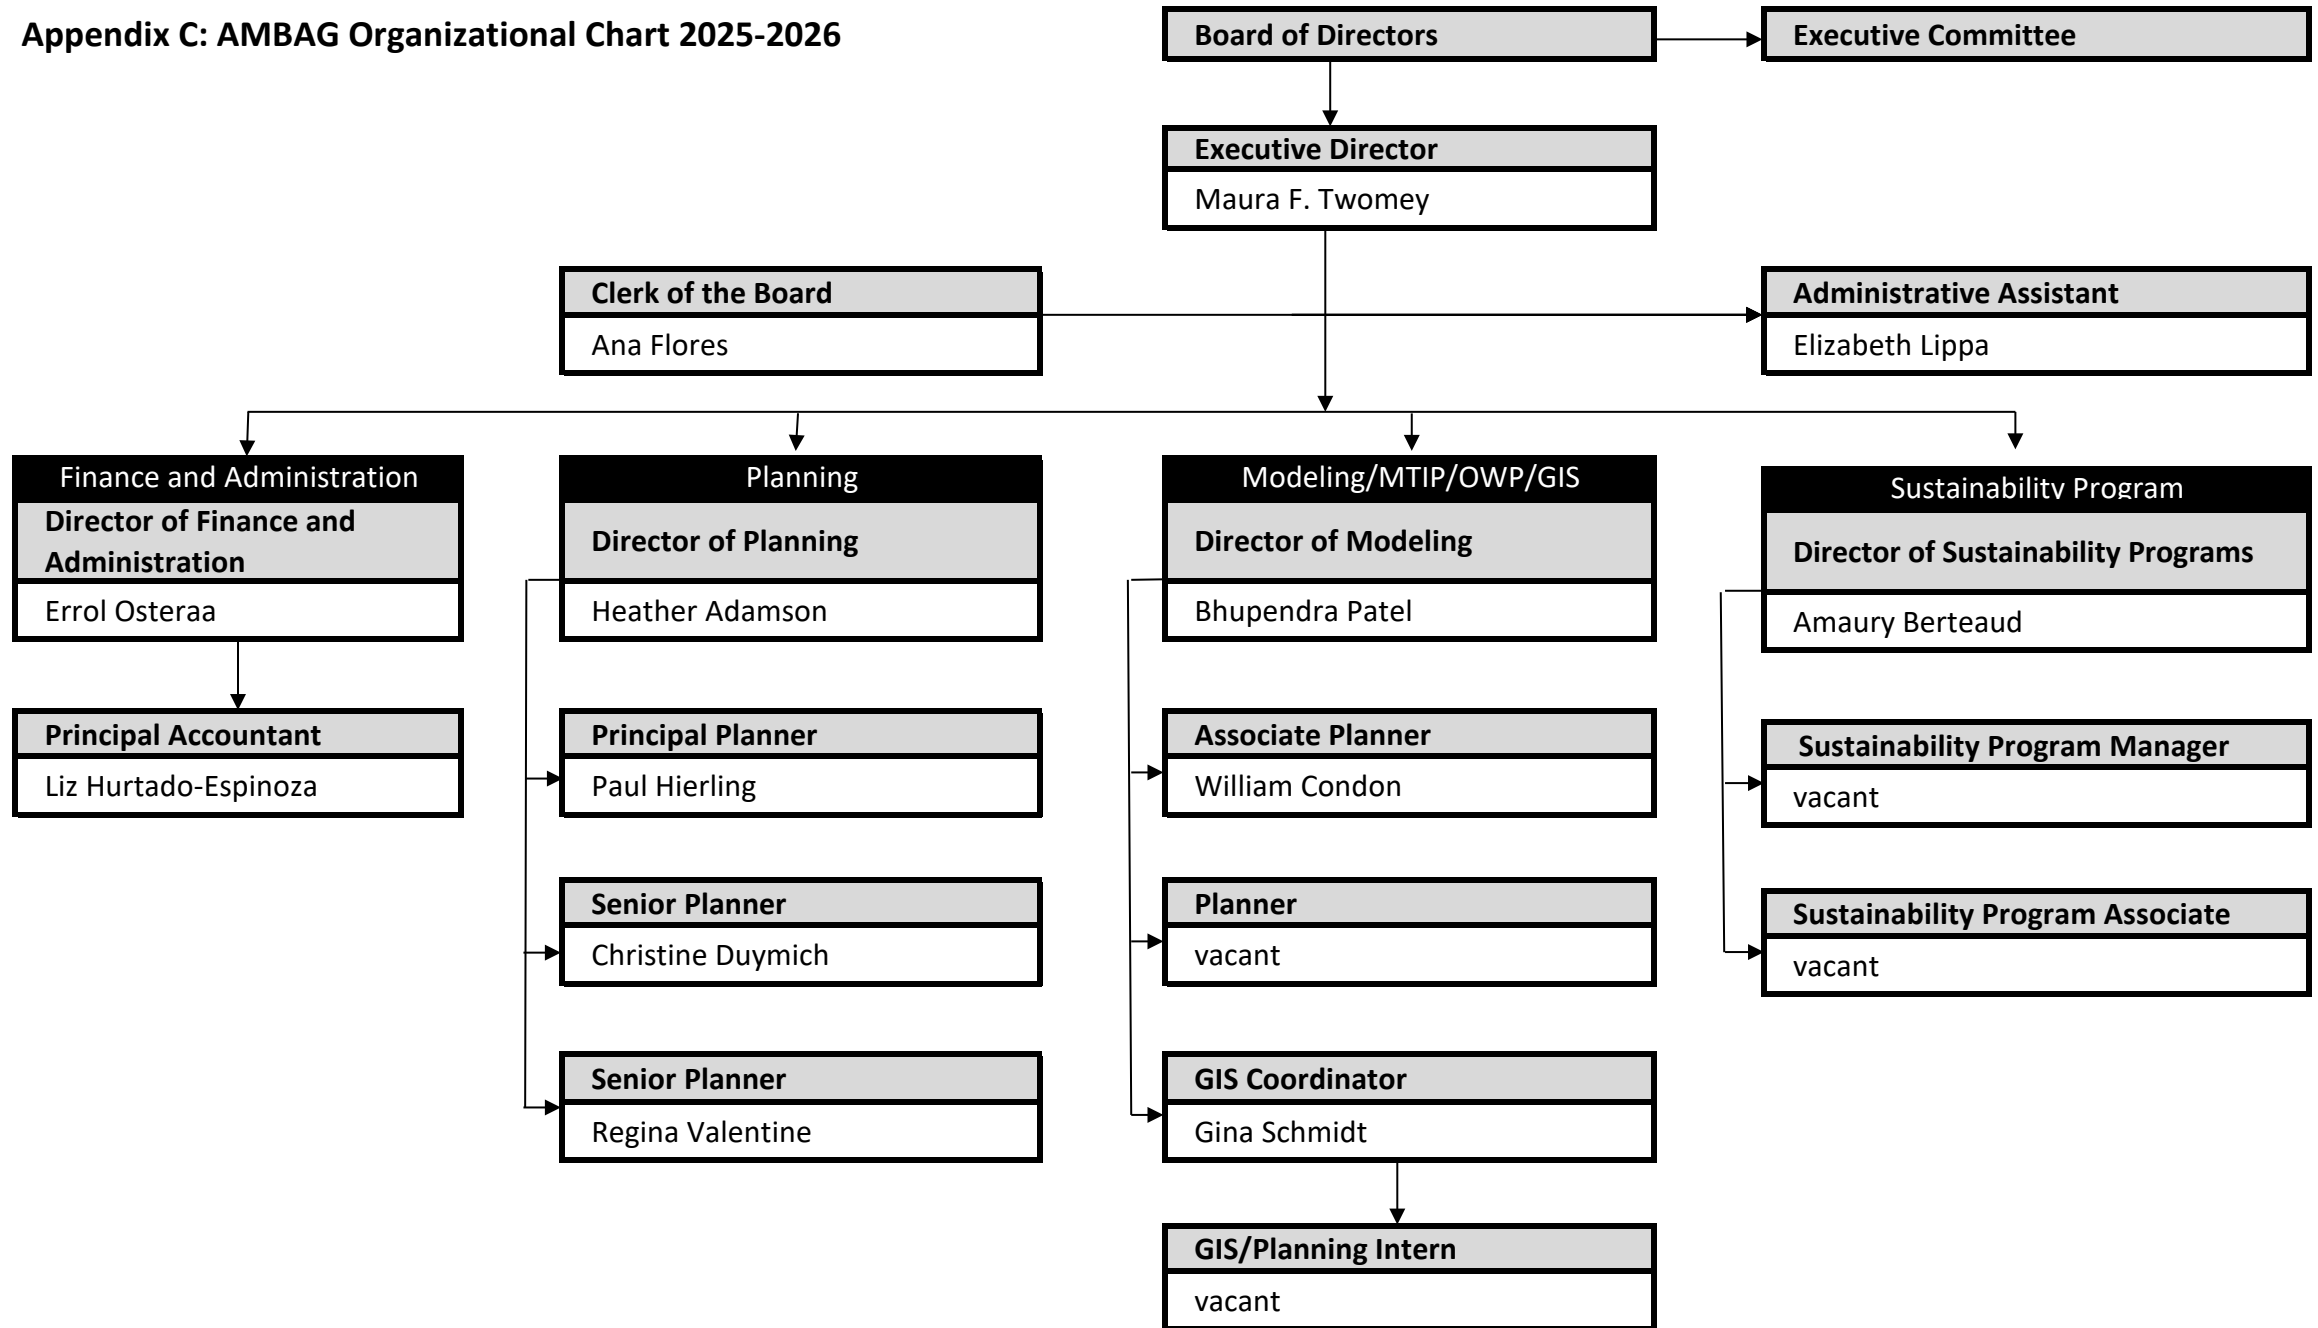 Appendix C: AMBAG Organizational Chart 2025-2026
Board of Directors
Executive Committee
Executive Director
Maura F. Twomey
Clerk of the Board
Ana Flores
Administrative Assistant
Elizabeth Lippa
Finance and Administration
Director of Finance and
Administration
Errol Osteraa
Principal Accountant
Liz Hurtado-Espinoza
Planning
Director of Planning
Heather Adamson
Principal Planner
Paul Hierling
Senior Planner
Christine Duymich
Senior Planner
Regina Valentine
Modeling/MTIP/OWP/GIS
Director of Modeling
Bhupendra Patel
Associate Planner
William Condon
Planner
vacant
GIS Coordinator
Gina Schmidt
GIS/Planning Intern
vacant
Sustainability Program
Director of Sustainability Programs
Amaury Berteaud
Sustainability Program Manager
vacant
Sustainability Program Associate
vacant